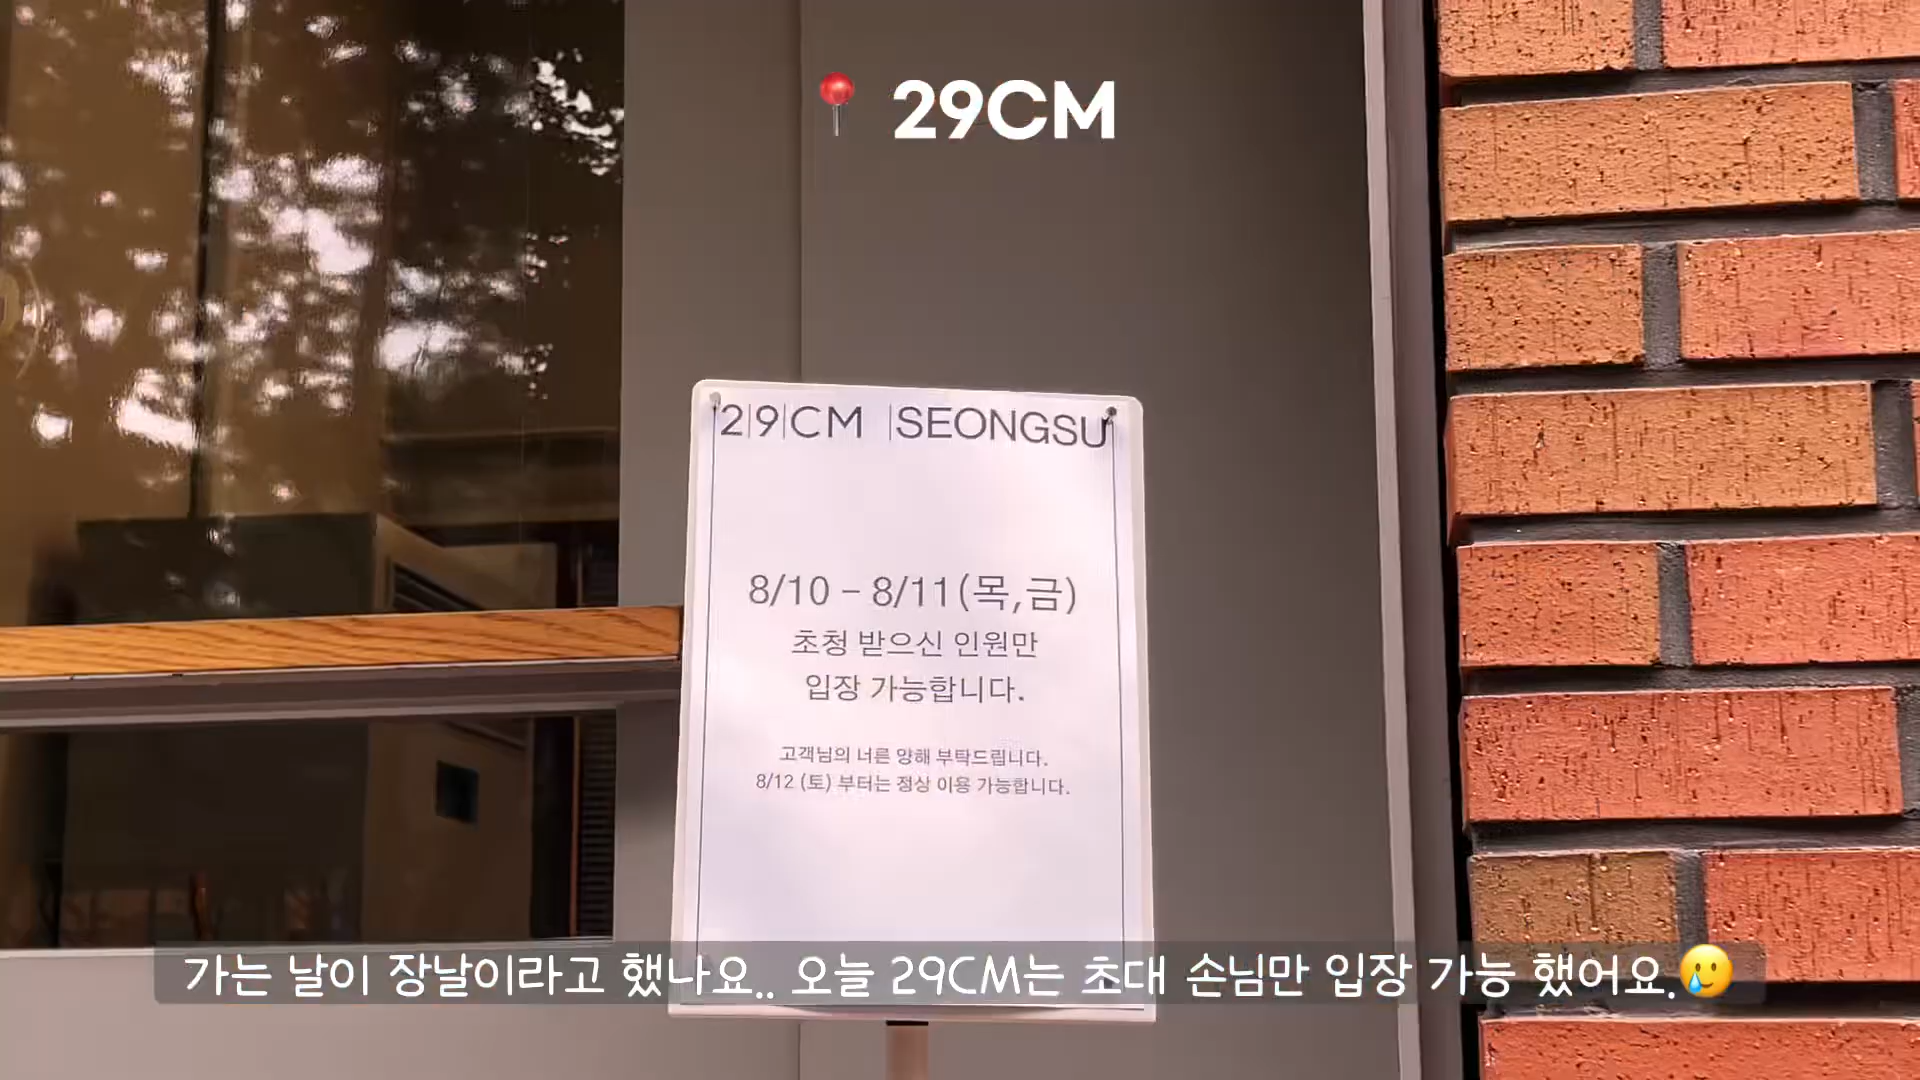 📍 29CM
2|9|CM |SEONGSU
8/10 - 8/11(목,금)
초청 받으신 인원만
입장 가능합니다.
고객님의 너른 양해 부탁드립니다.
8/12 (토) 부터는 정상 이용 가능합니다.
가는 날이 장날이라고 했나요.. 오늘 29CM는 초대 손님만 입장 가능 했어요.🥲